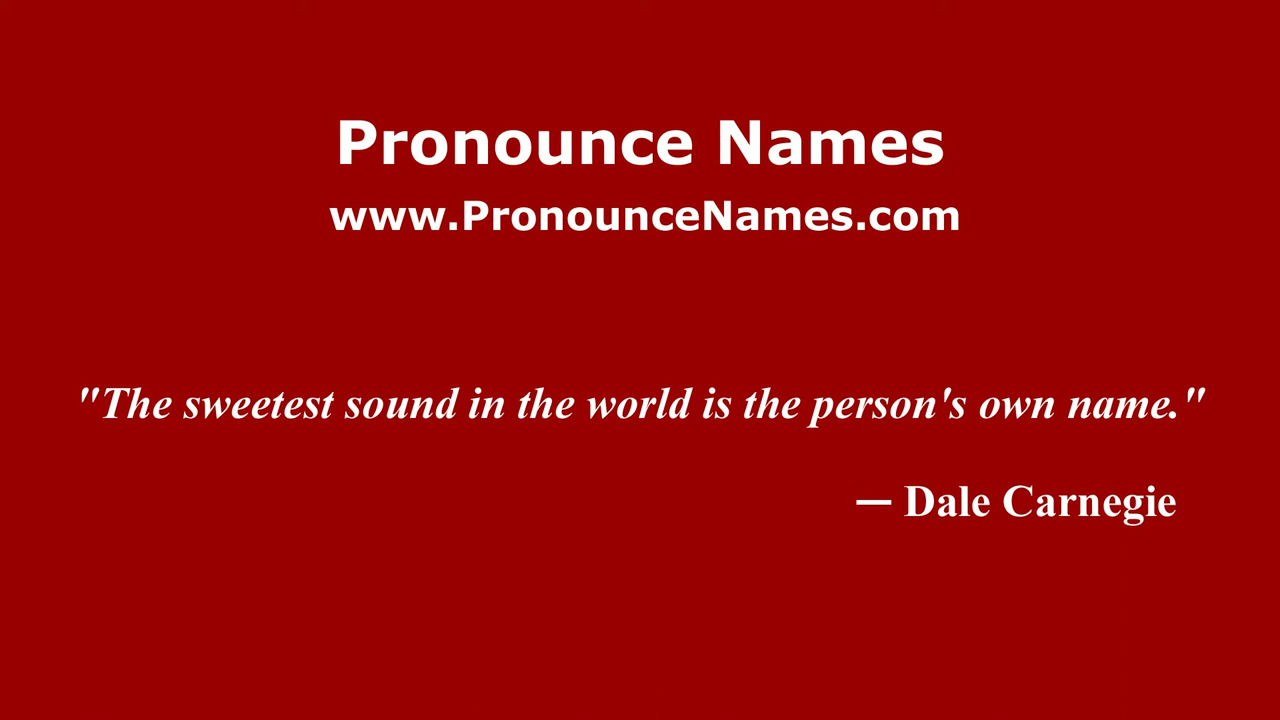 Pronounce Names
www.PronounceNames.com
"The sweetest sound in the world is the person's own name."
— Dale Carnegie